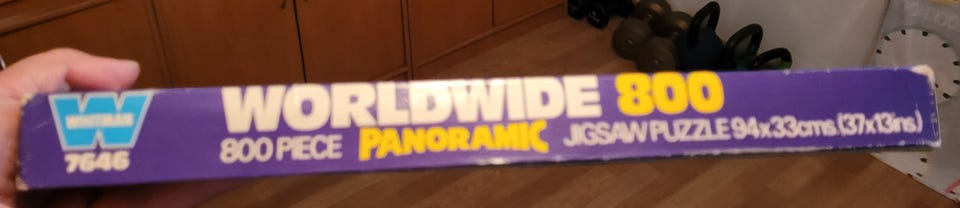 WHITMAN
7646
WORLDWIDE 800
800 PIECE PANORAMIC JIGSAW PUZZLE 94x33cms (37x13ins)